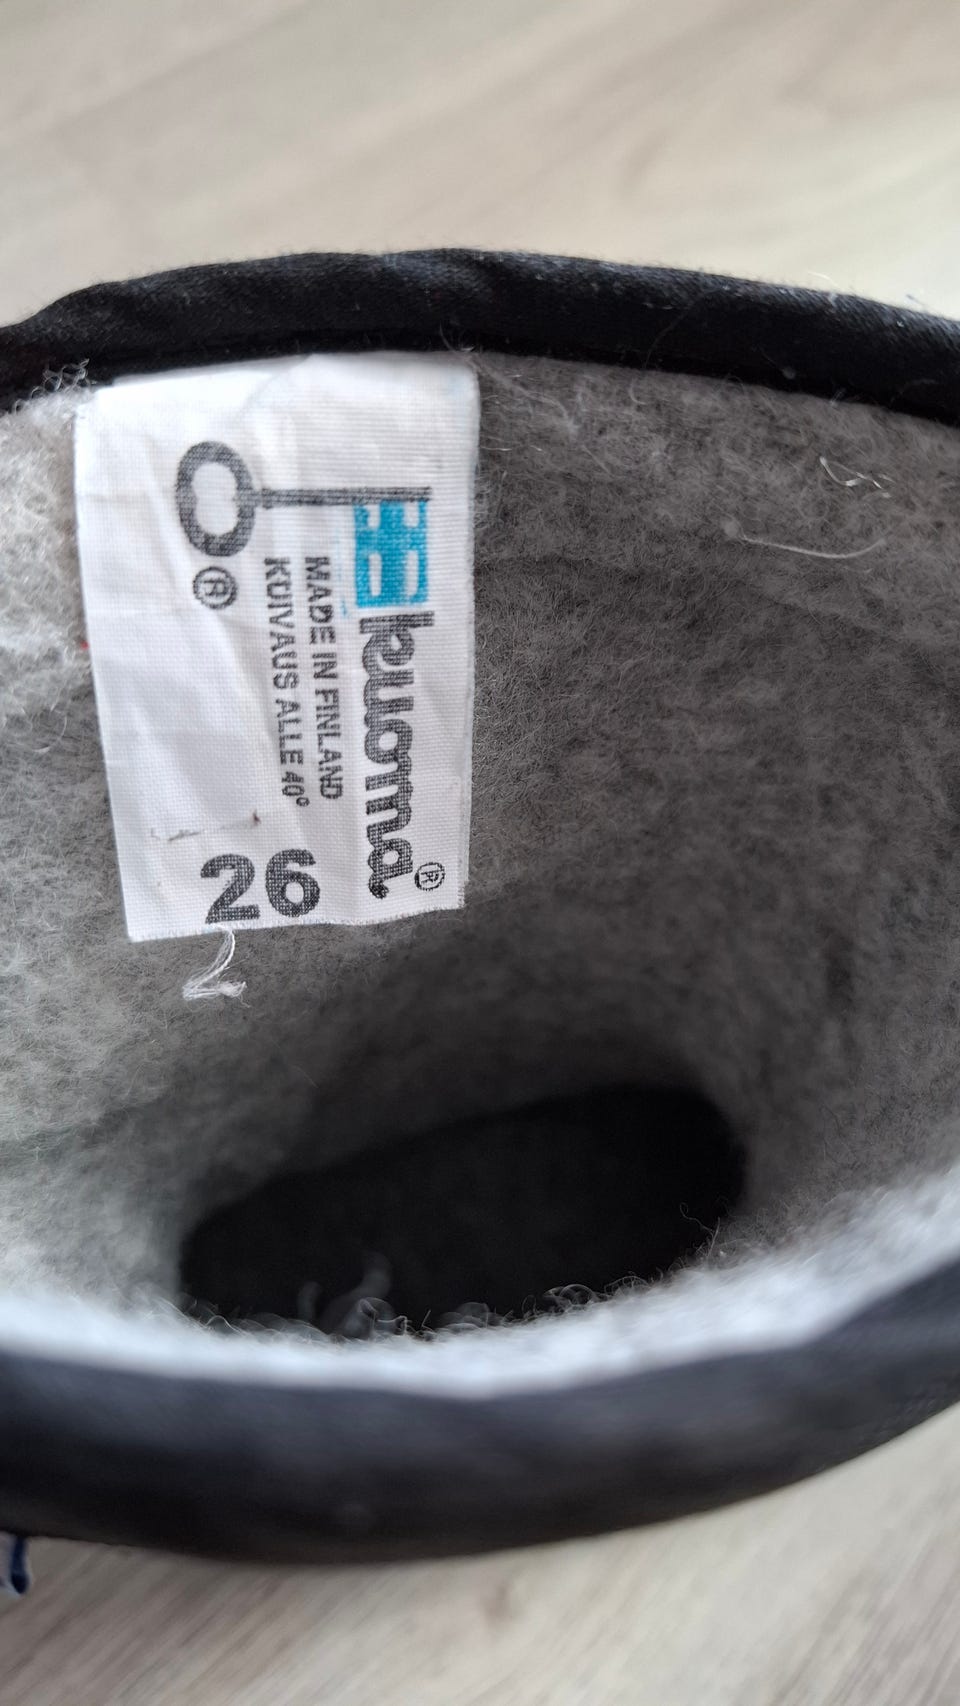 kuoma®
MADE IN FINLAND
KUIVAUS ALLE 40°
®
26